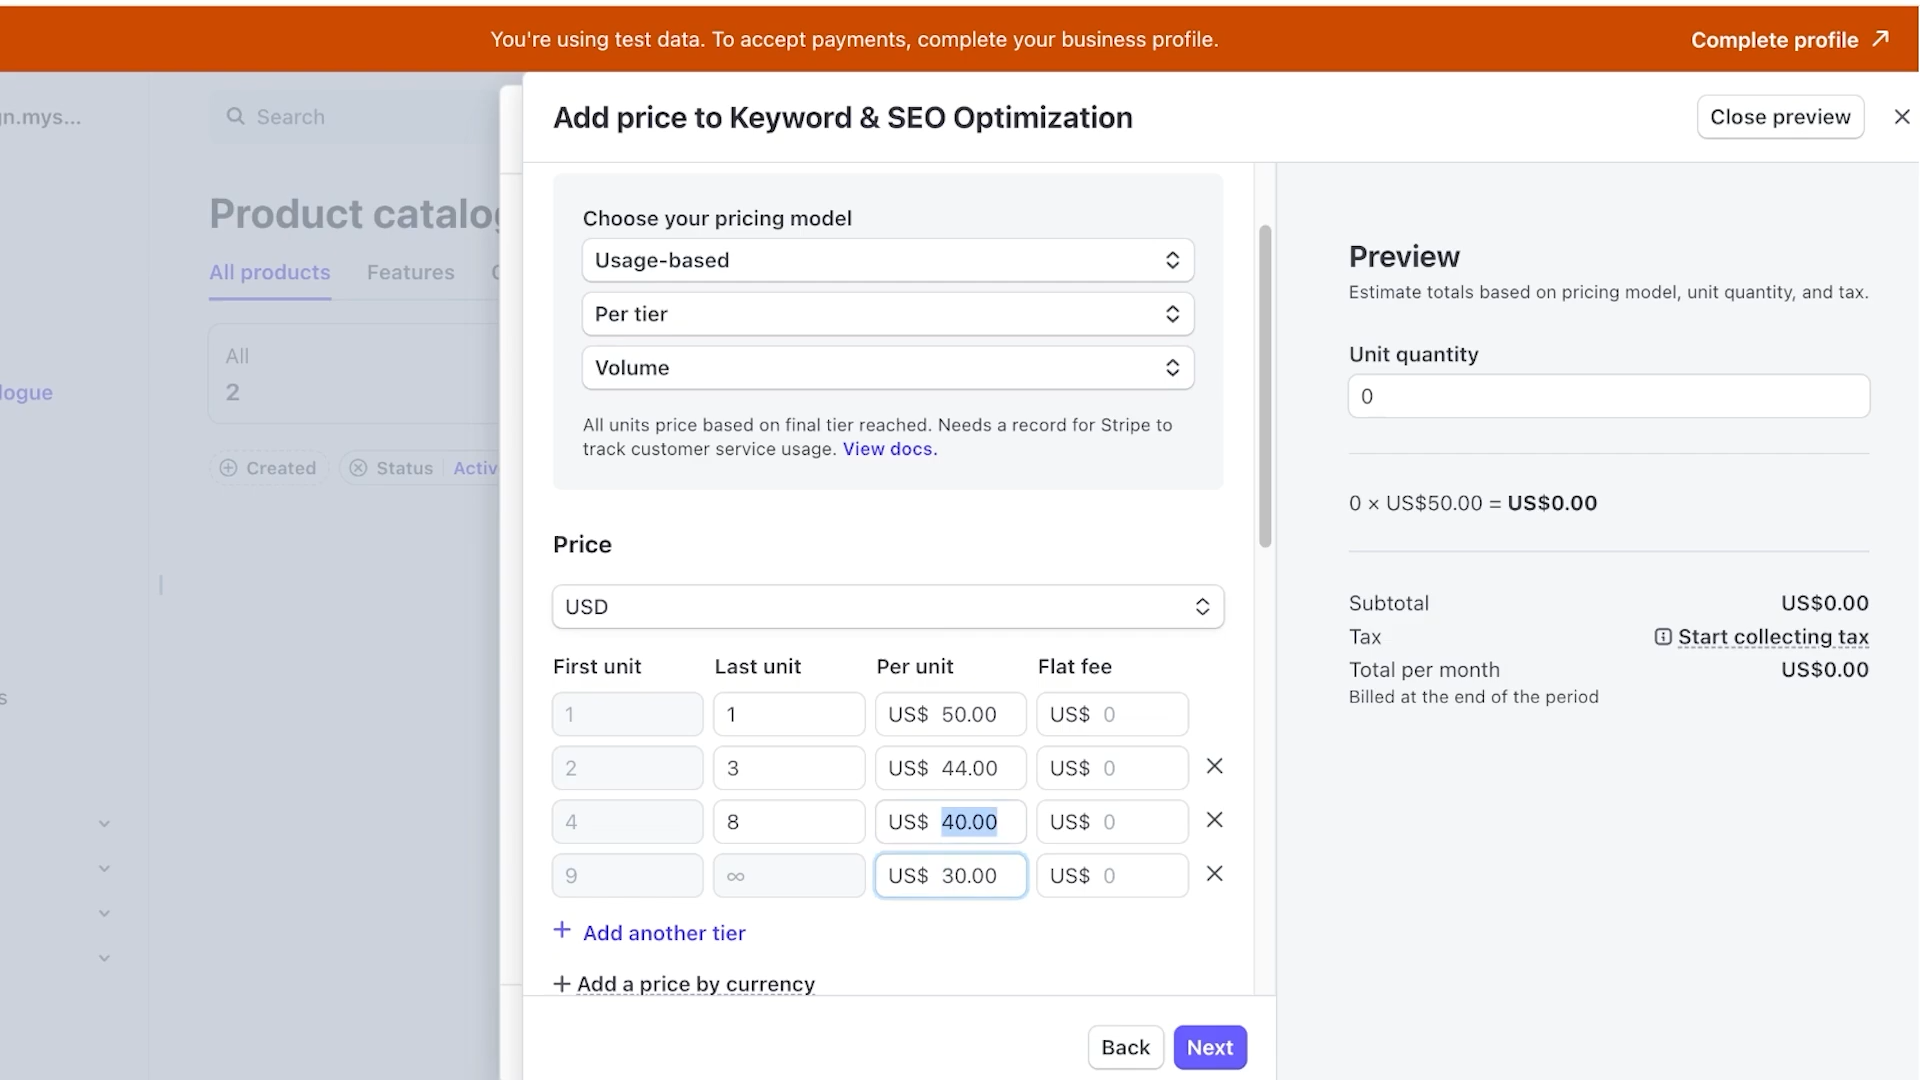 You're using test data. To accept payments, complete your business profile.
Complete profile
n.mys...
Search
Add price to Keyword & SEO Optimization
Close preview
Product catalog
All products
Features
All
2
logue
Created
Status
Activ
s
Choose your pricing model
Usage-based
Per tier
Volume
All units price based on final tier reached. Needs a record for Stripe to
track customer service usage. View docs.
Price
USD
First unit Last unit Per unit Flat fee
1 1 US$ 50.00 US$ 0
2 3 US$ 44.00 US$ 0
4 8 US$ 40.00 US$ 0
9 ∞ US$ 30.00 US$ 0
+ Add another tier
+ Add a price by currency
Back
Next
Preview
Estimate totals based on pricing model, unit quantity, and tax.
Unit quantity
0
0 × US$50.00 = US$0.00
Subtotal US$0.00
Tax Start collecting tax
Total per month US$0.00
Billed at the end of the period